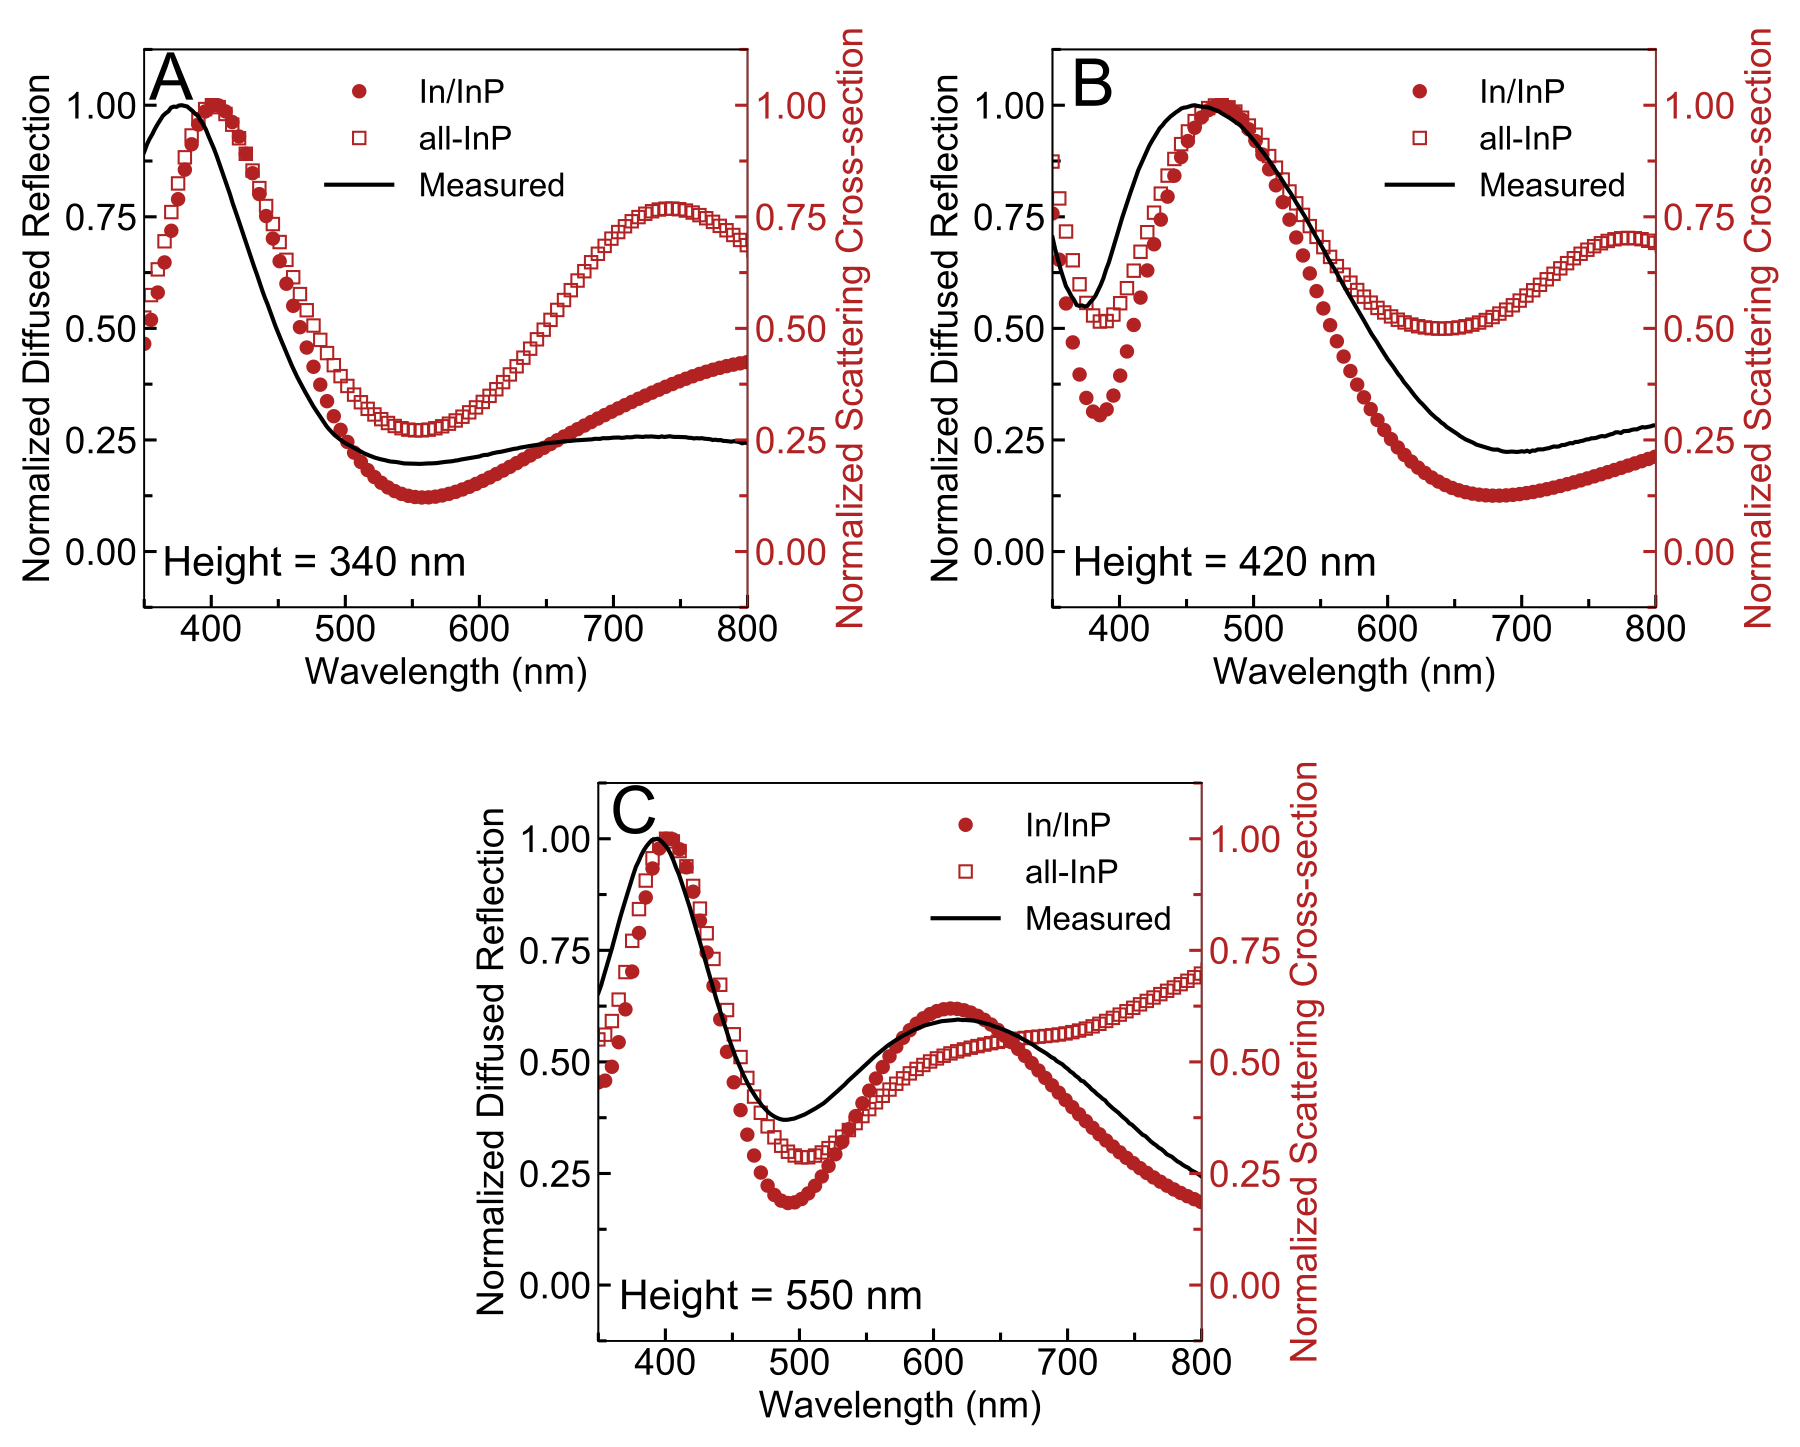 A
In/InP
all-InP
Measured
Height = 340 nm
1.00
0.75
0.50
0.25
0.00
1.00
0.75
0.50
0.25
0.00
400 500 600 700 800
Wavelength (nm)
Normalized Diffused Reflection
Normalized Scattering Cross-section
B
In/InP
all-InP
Measured
Height = 420 nm
1.00
0.75
0.50
0.25
0.00
1.00
0.75
0.50
0.25
0.00
400 500 600 700 800
Wavelength (nm)
Normalized Diffused Reflection
Normalized Scattering Cross-section
C
In/InP
all-InP
Measured
Height = 550 nm
1.00
0.75
0.50
0.25
0.00
1.00
0.75
0.50
0.25
0.00
400 500 600 700 800
Wavelength (nm)
Normalized Diffused Reflection
Normalized Scattering Cross-section